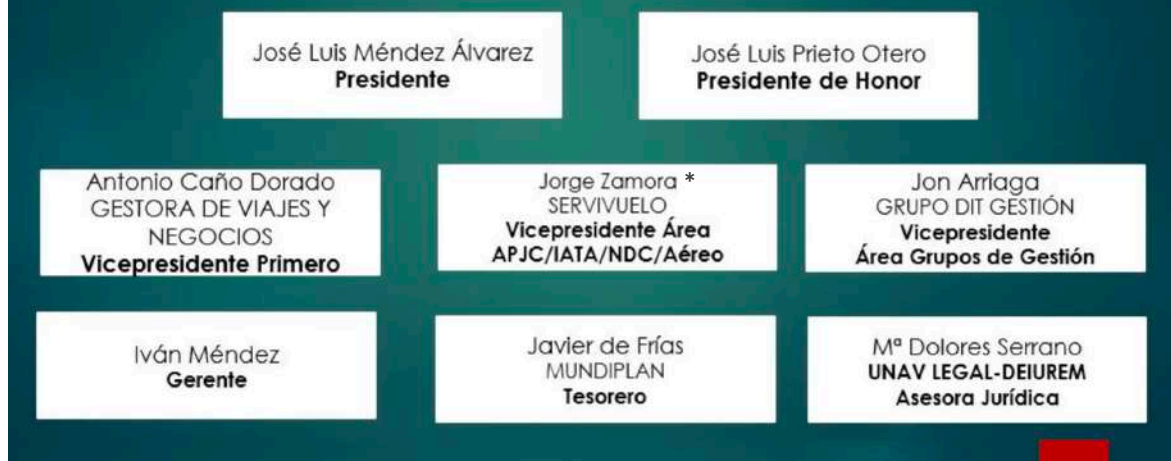 José Luis Méndez Álvarez
Presidente
José Luis Prieto Otero
Presidente de Honor
Antonio Caño Dorado
GESTORA DE VIAJES Y
NEGOCIOS
Vicepresidente Primero
Jorge Zamora *
SERVIVUELO
Vicepresidente Área
APJC/IATA/NDC/Aéreo
Jon Arriaga
GRUPO DIT GESTIÓN
Vicepresidente
Área Grupos de Gestión
Iván Méndez
Gerente
Javier de Frías
MUNDIPLAN
Tesorero
Mª Dolores Serrano
UNAV LEGAL-DEIUREM
Asesora Jurídica